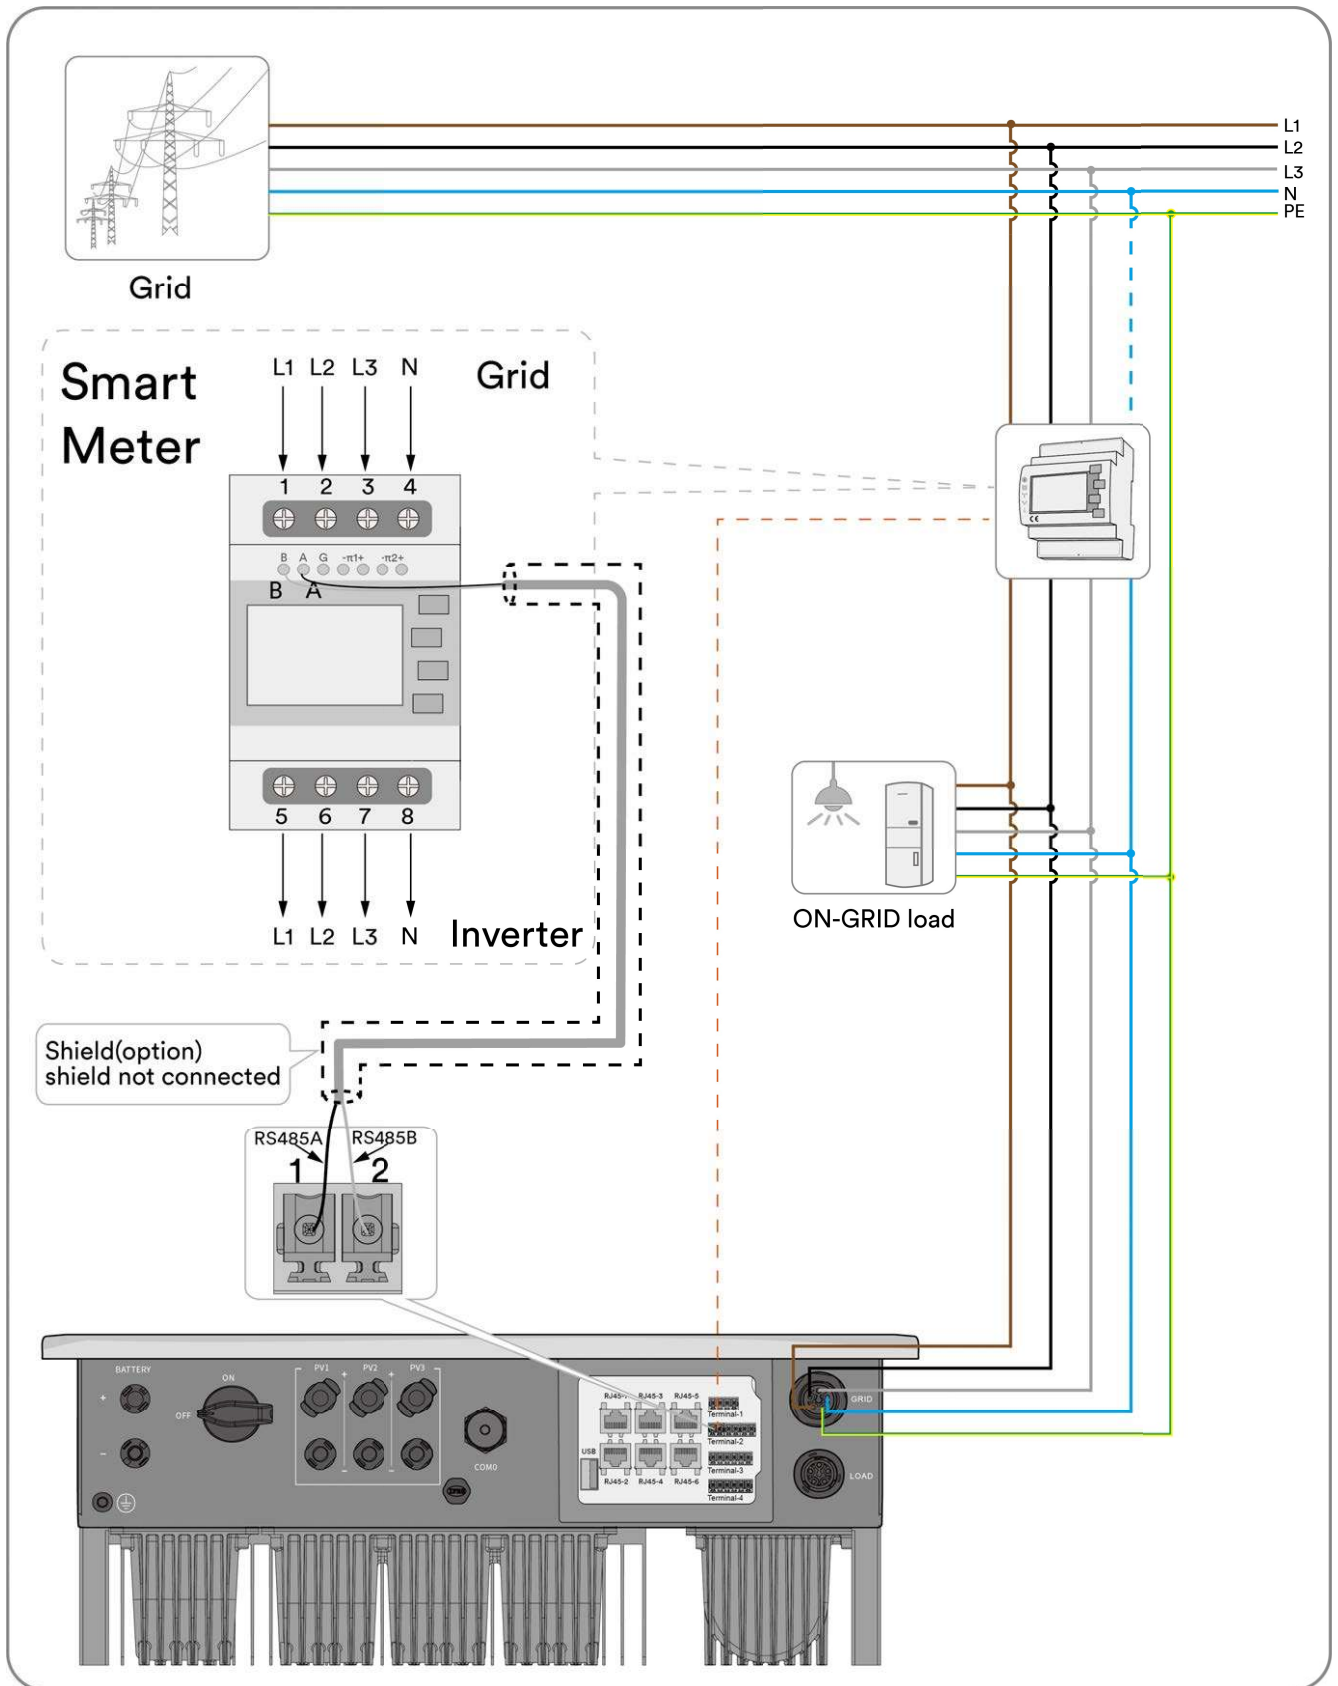 L1
L2
L3
N
PE
Grid
Smart
Meter
L1 L2 L3 N
Grid
1 2 3 4
B A G -π1+ -π2+
B A
5 6 7 8
L1 L2 L3 N
Inverter
ON-GRID load
Shield(option)
shield not connected
RS485A RS485B
1 2
BATTERY
+
-
ON
OFF
PV1 PV2 PV3
+ +
- -
COM0
RJ45-3 RJ45-5
USB
RJ45-2 RJ45-4 RJ45-6
Terminal-1
Terminal-2
Terminal-3
Terminal-4
GRID
LOAD
CE